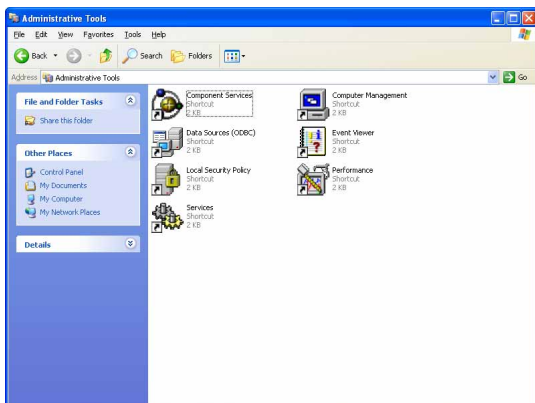 Administrative Tools
File Edit View Favorites Tools Help
Back Search Folders
Address Administrative Tools Go
File and Folder Tasks
Share this folder
Other Places
Control Panel
My Documents
My Computer
My Network Places
Details
Component Services
Shortcut
2 KB
Computer Management
Shortcut
2 KB
Data Sources (ODBC)
Shortcut
2 KB
Event Viewer
Shortcut
2 KB
Local Security Policy
Shortcut
2 KB
Performance
Shortcut
2 KB
Services
Shortcut
2 KB